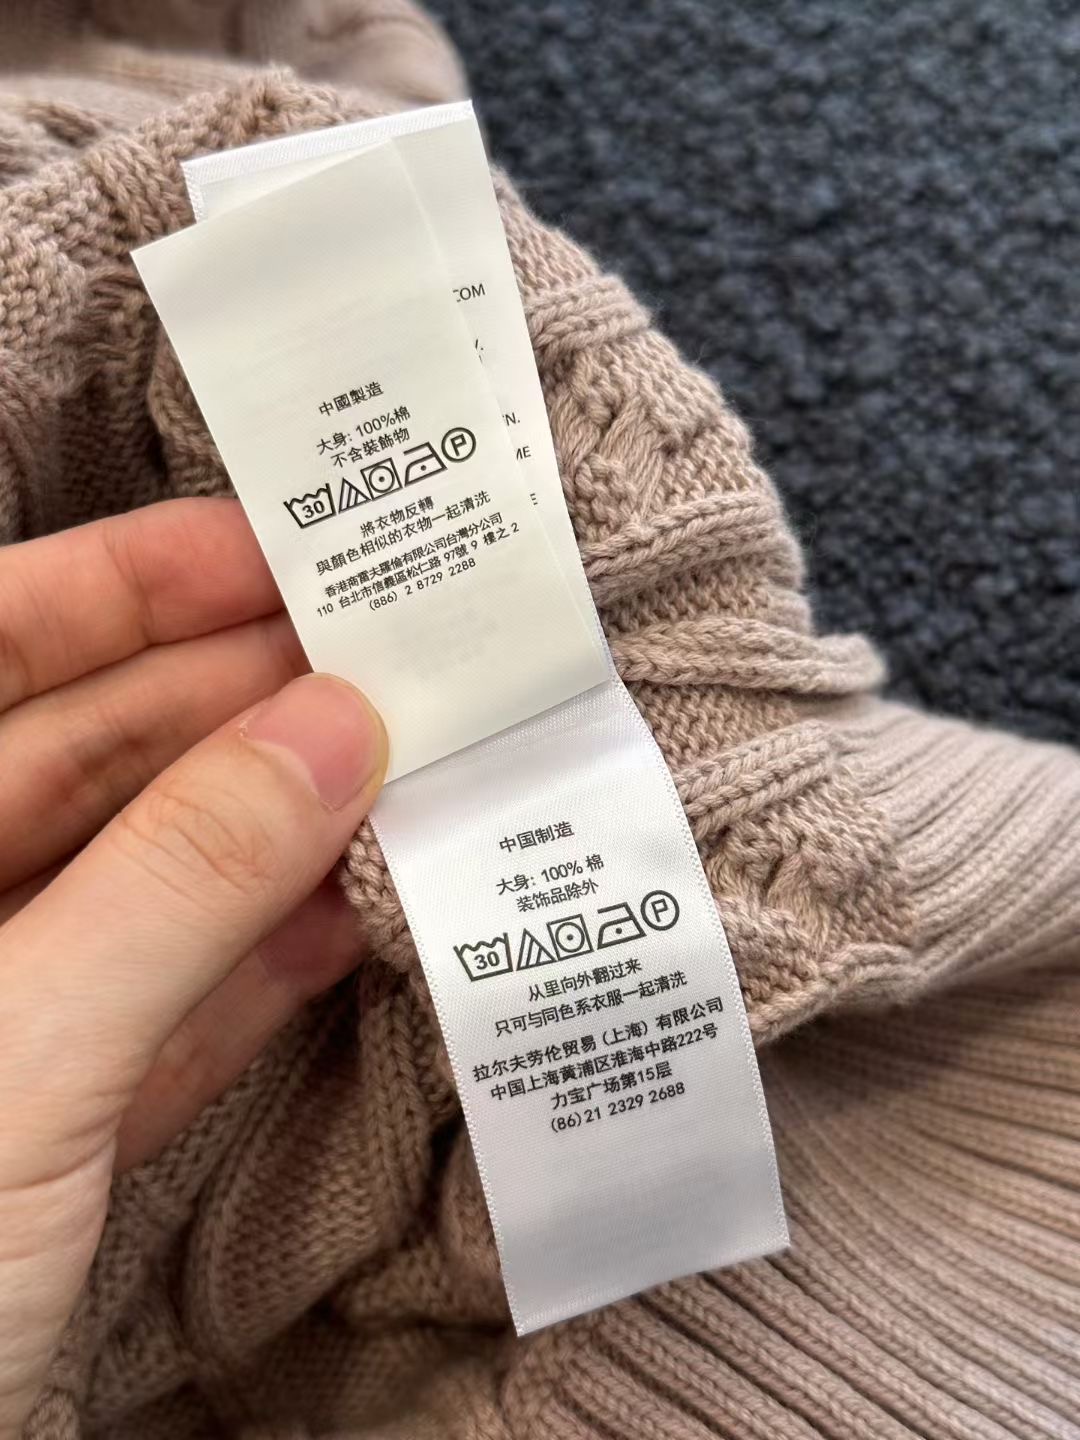 中國製造
大身: 100%棉
不含裝飾物
30 P
將衣物反轉
與顏色相似的衣物一起清洗
香港商雷夫羅倫有限公司台灣分公司
110 台北市信義區松仁路 97號 9 樓之 2
(886) 2 8729 2288
COM
Y.
N.
ME
E
中国制造
大身: 100% 棉
装饰品除外
30 P
从里向外翻过来
只可与同色系衣服一起清洗
拉尔夫劳伦贸易 (上海) 有限公司
中国上海黄浦区淮海中路222号
力宝广场第15层
(86) 21 2329 2688